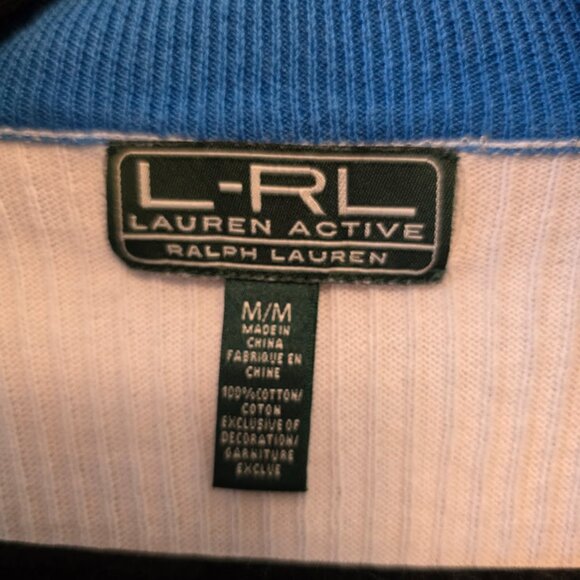 L-RL
LAUREN ACTIVE
RALPH LAUREN
M/M
MADE IN
CHINA
FABRIQUE EN
CHINE
100% COTTON/
COTON
EXCLUSIVE OF
DECORATION/
GARNITURE
EXCLUE